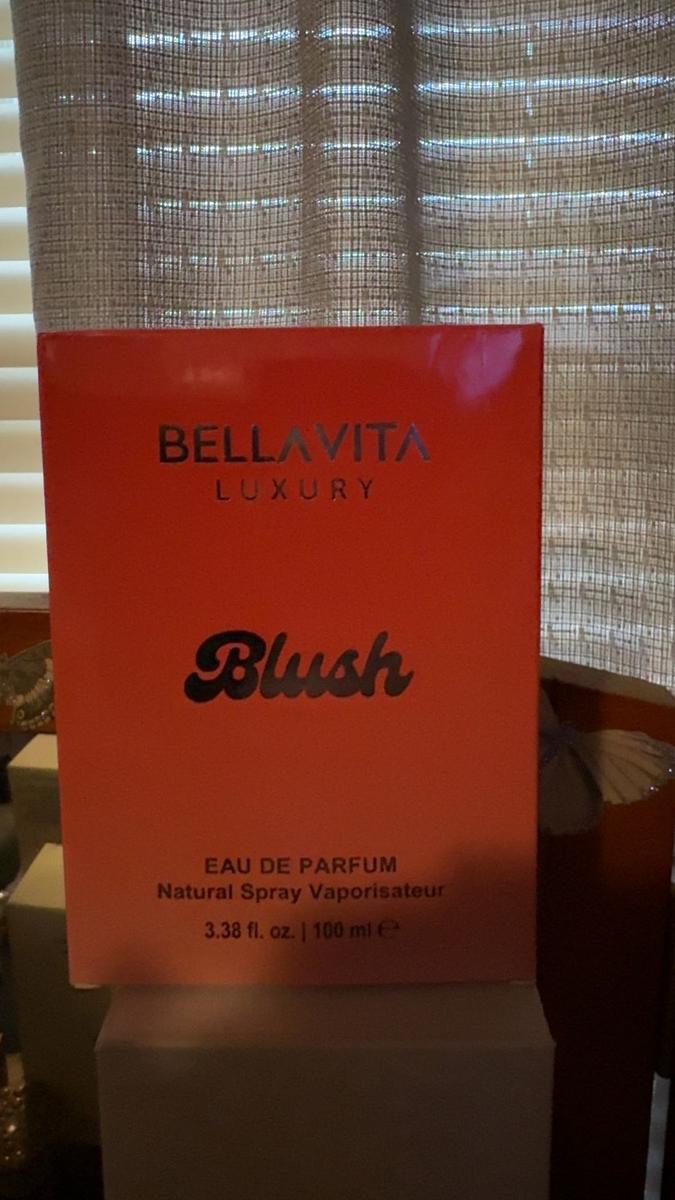 BELLAVITA
LUXURY
Blush
EAU DE PARFUM
Natural Spray Vaporisateur
3.38 fl. oz. | 100 ml ℮